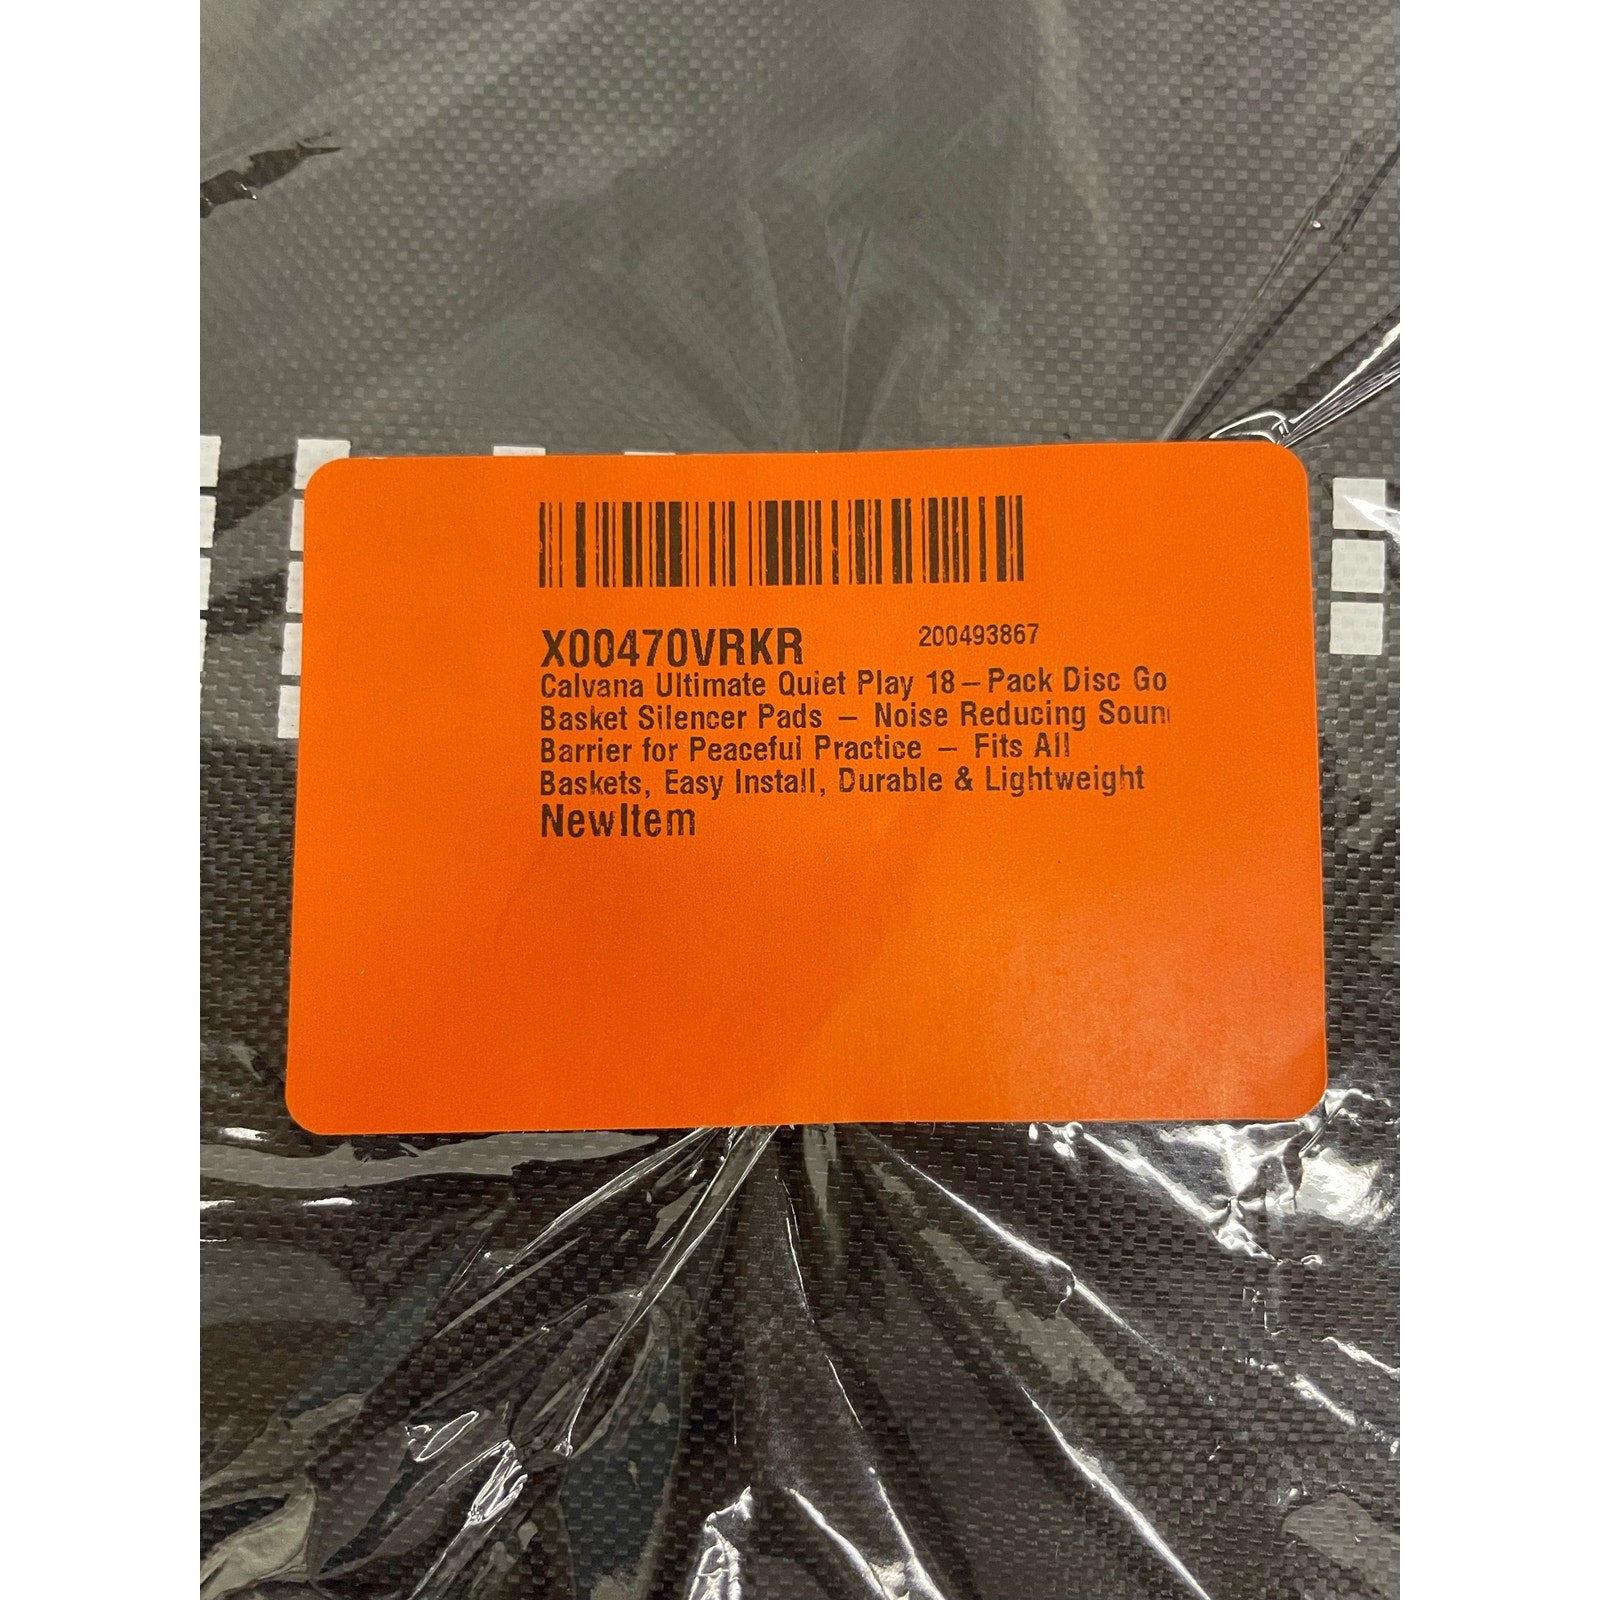 X00470VRKR 200493867
Calvana Ultimate Quiet Play 18-Pack Disc Go
Basket Silencer Pads - Noise Reducing Soun
Barrier for Peaceful Practice - Fits All
Baskets, Easy Install, Durable & Lightweight
NewItem